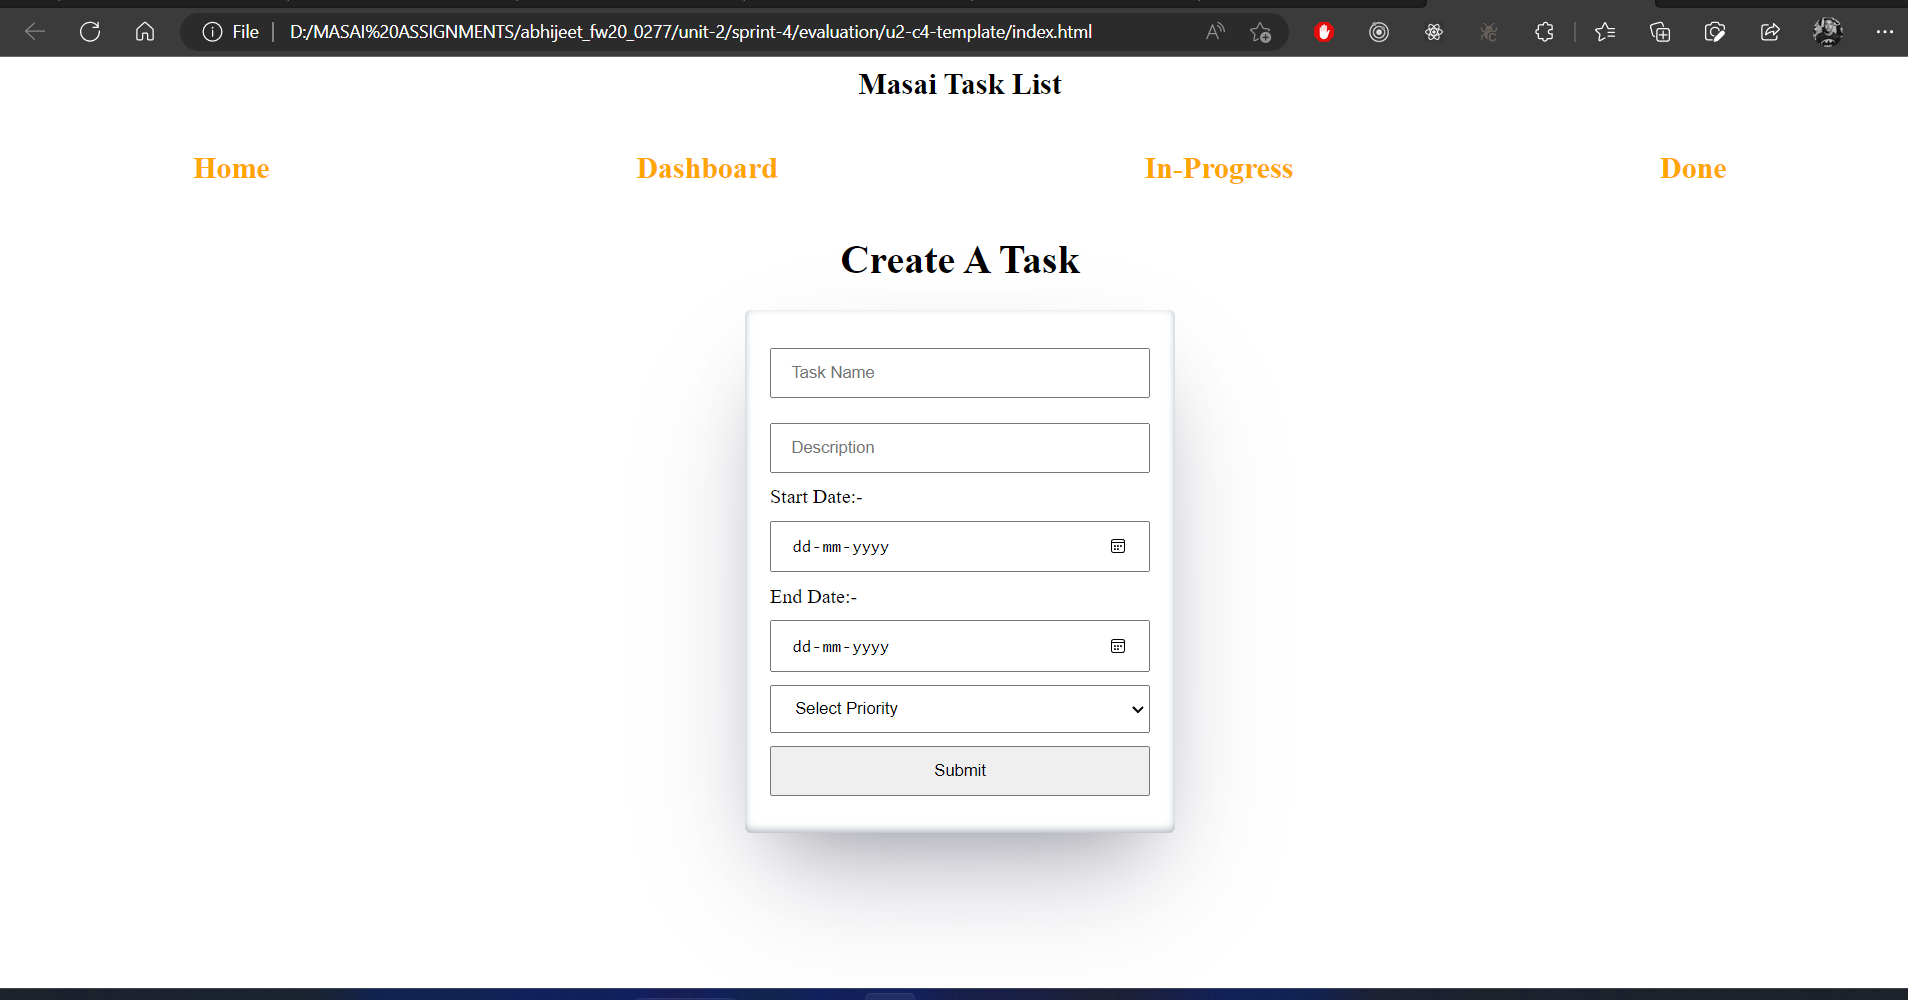 File
D:/MASAI%20ASSIGNMENTS/abhijeet_fw20_0277/unit-2/sprint-4/evaluation/u2-c4-template/index.html
Masai Task List
Home Dashboard In-Progress Done
Create A Task
Task Name
Description
Start Date:-
dd-mm-yyyy
End Date:-
dd-mm-yyyy
Select Priority
Submit